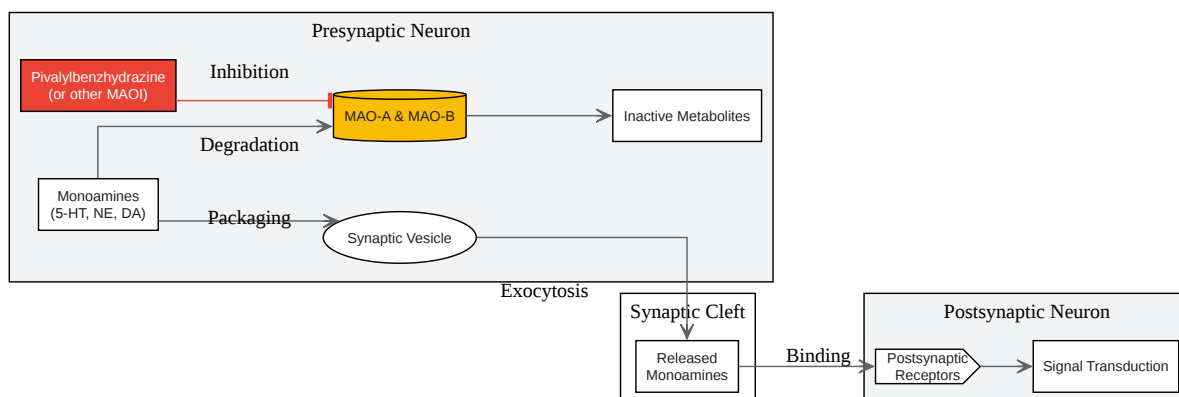 Presynaptic Neuron
Pivalylbenzhydrazine
(or other MAOI)
Inhibition
MAO-A & MAO-B
Inactive Metabolites
Degradation
Monoamines
(5-HT, NE, DA)
Packaging
Synaptic Vesicle
Exocytosis
Synaptic Cleft
Released
Monoamines
Binding
Postsynaptic Neuron
Postsynaptic
Receptors
Signal Transduction